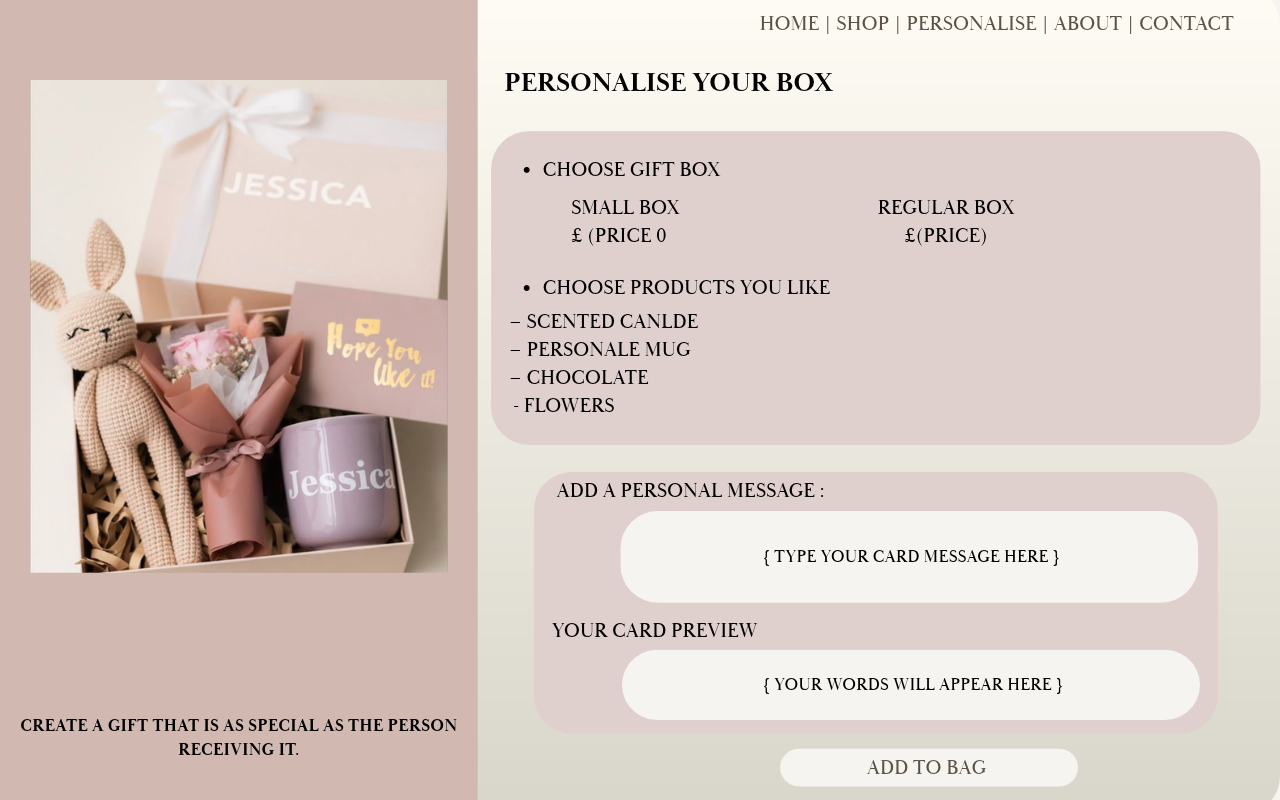 HOME | SHOP | PERSONALISE | ABOUT | CONTACT
PERSONALISE YOUR BOX
JESSICA
Hope You
like it!
Jessica
CREATE A GIFT THAT IS AS SPECIAL AS THE PERSON
RECEIVING IT.
• CHOOSE GIFT BOX
SMALL BOX REGULAR BOX
£ (PRICE 0 £(PRICE)
• CHOOSE PRODUCTS YOU LIKE
– SCENTED CANLDE
– PERSONALE MUG
– CHOCOLATE
- FLOWERS
ADD A PERSONAL MESSAGE :
{ TYPE YOUR CARD MESSAGE HERE }
YOUR CARD PREVIEW
{ YOUR WORDS WILL APPEAR HERE }
ADD TO BAG